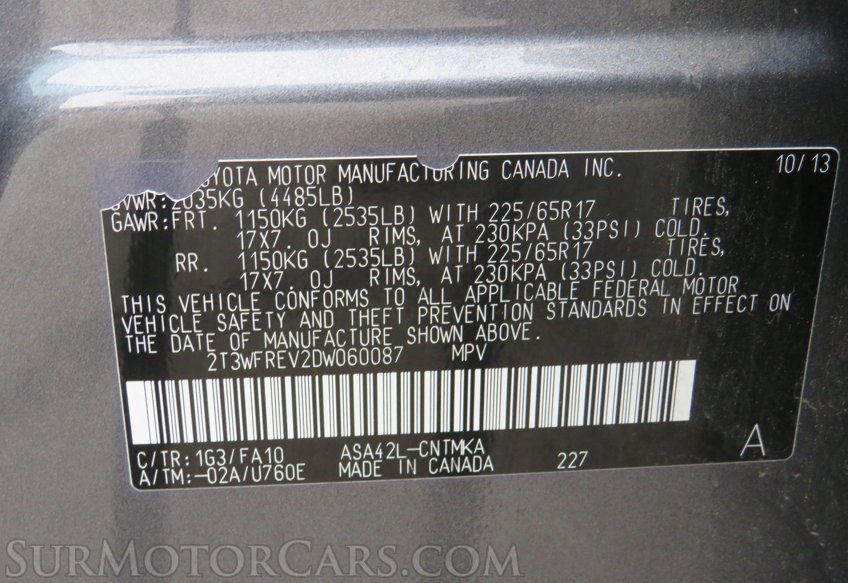 TOYOTA MOTOR MANUFACTURING CANADA INC. 10/13
GVWR:2035KG (4485LB)
GAWR:FRT. 1150KG (2535LB) WITH 225/65R17 TIRES,
17X7.0J RIMS, AT 230KPA (33PSI) COLD.
RR. 1150KG (2535LB) WITH 225/65R17 TIRES,
17X7.0J RIMS, AT 230KPA (33PSI) COLD.
THIS VEHICLE CONFORMS TO ALL APPLICABLE FEDERAL MOTOR
VEHICLE SAFETY AND THEFT PREVENTION STANDARDS IN EFFECT ON
THE DATE OF MANUFACTURE SHOWN ABOVE.
2T3WFREV2DW060087 MPV
C/TR: 1G3/FA10 ASA42L-CNTMKA 227 A
A/TM:-02A/U760E MADE IN CANADA
SURMOTORCARS.COM